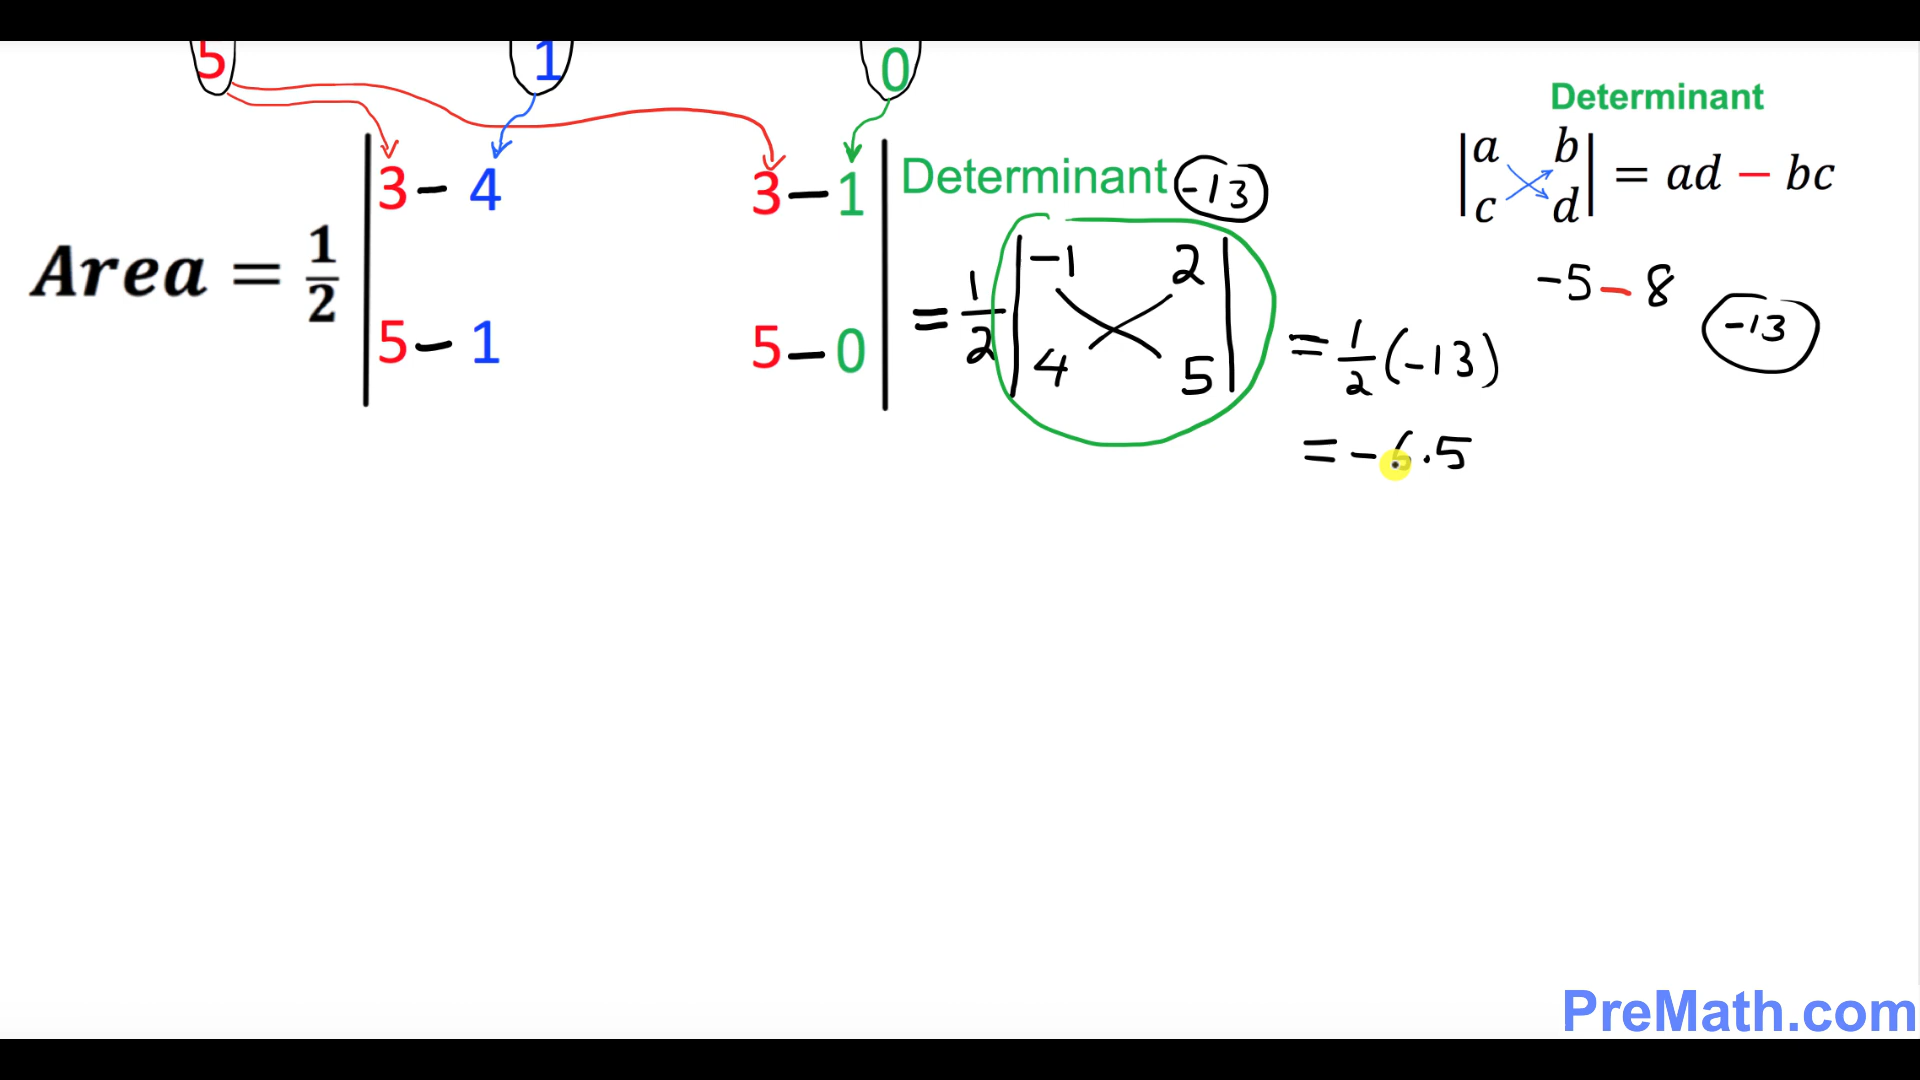 5 1 0
Determinant
|a b| = ad − bc
|c d|
3 − 4 3 − 1
Determinant -13
Area = 1/2
5 − 1 5 − 0
= 1/2 |-1 2|
|4 5|
-5 - 8
-13
= 1/2 (-13)
= -6.5
PreMath.com